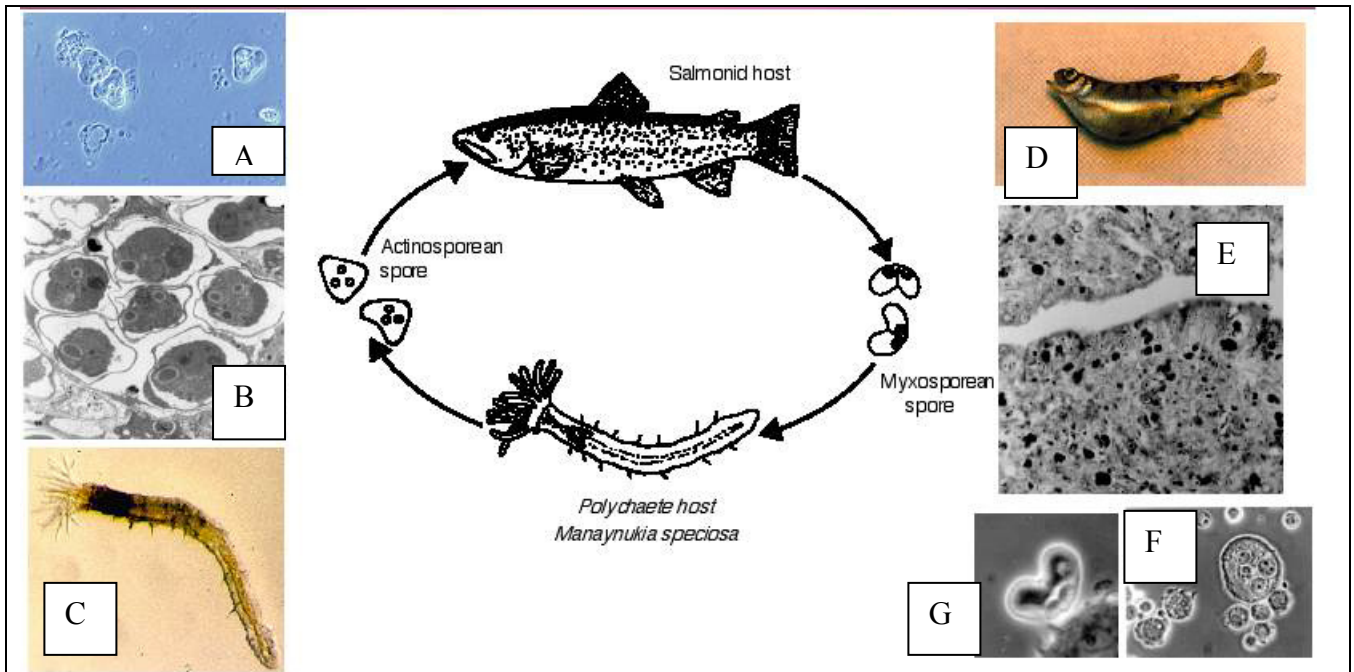 A
Salmonid host
D
Actinosporean
spore
E
B
Myxosporean
spore
Polychaete host
Manaynukia speciosa
C
G
F